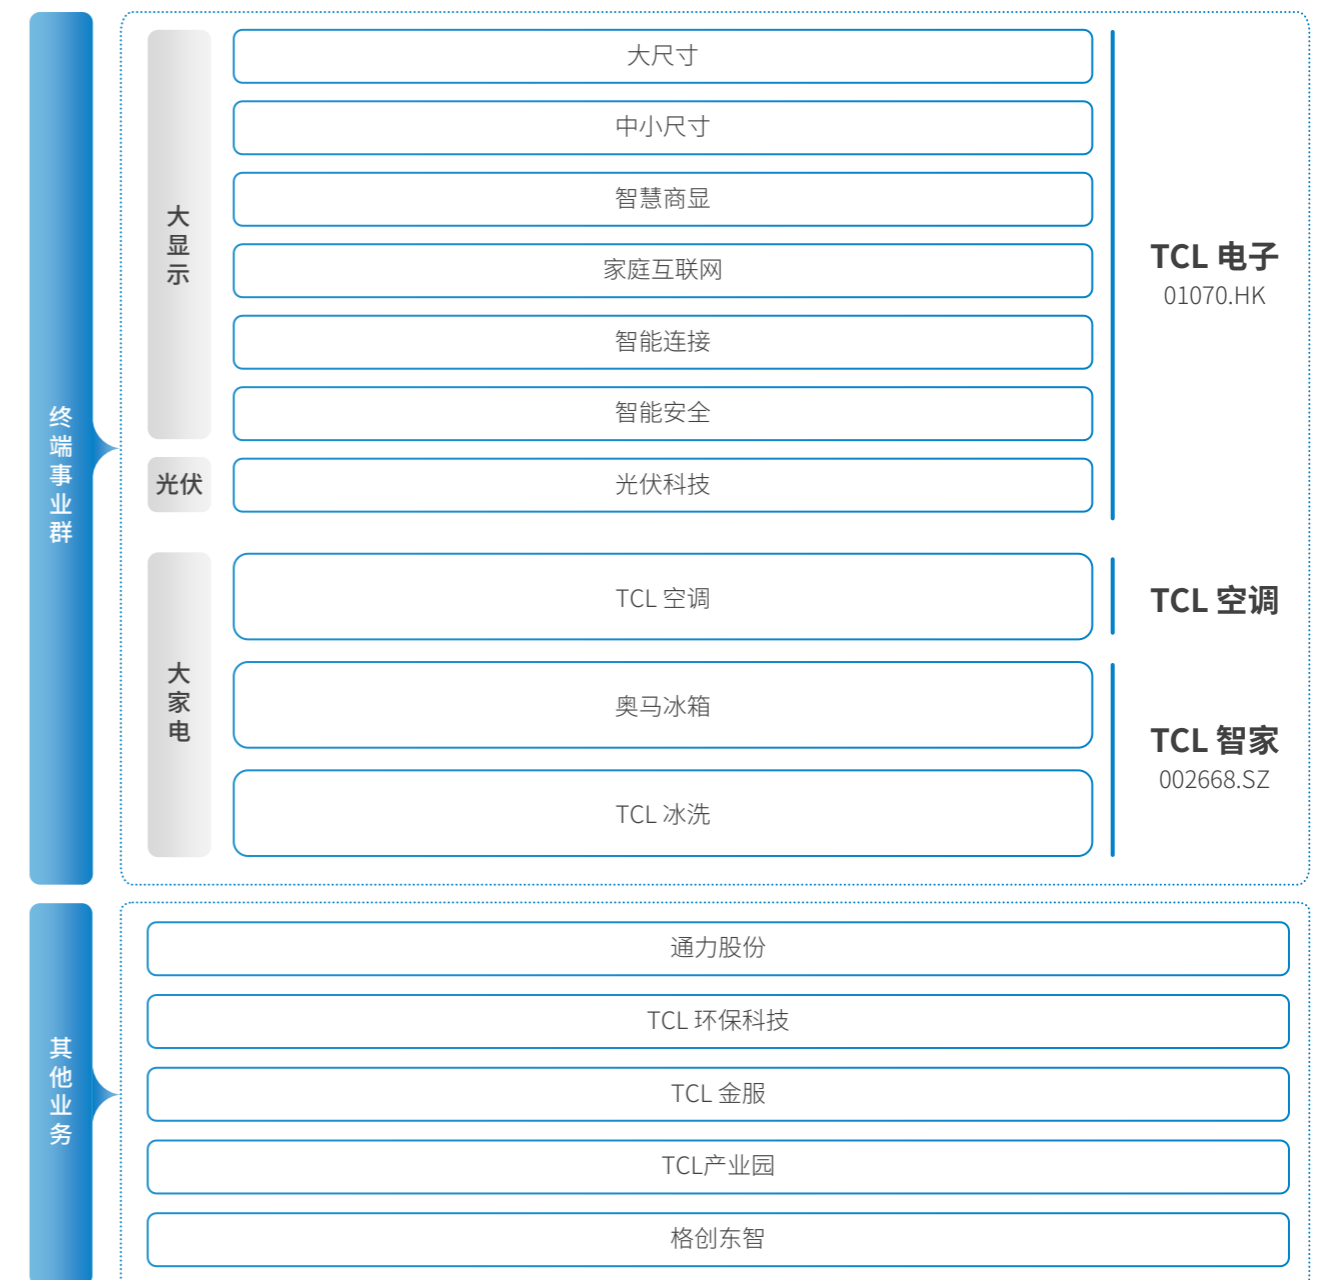 终端事业群
大显示
大尺寸
中小尺寸
智慧商显
家庭互联网
智能连接
智能安全
光伏
光伏科技
TCL 电子
01070.HK
大家电
TCL 空调
奥马冰箱
TCL 冰洗
TCL 空调
TCL 智家
002668.SZ
其他业务
通力股份
TCL 环保科技
TCL 金服
TCL产业园
格创东智